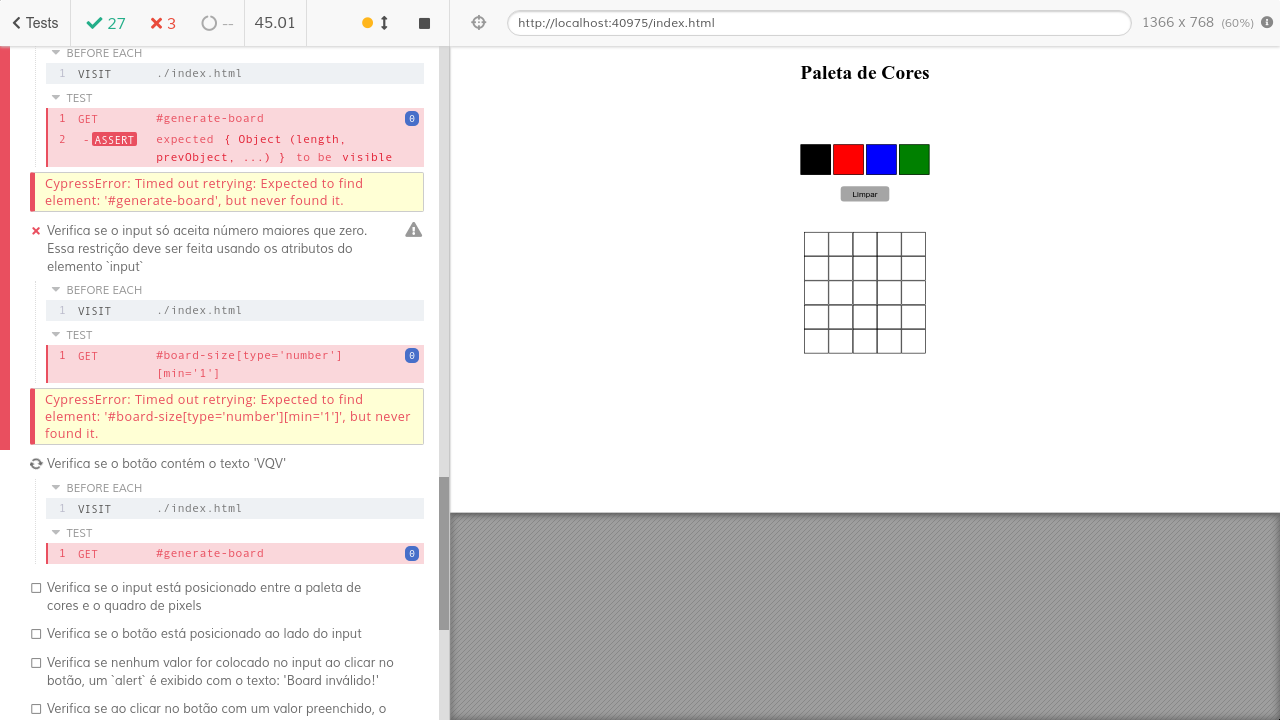 Tests
27
3
--
45.01
http://localhost:40975/index.html
1366 x 768 (60%)
BEFORE EACH
1 VISIT ./index.html
TEST
1 GET #generate-board 0
2 -ASSERT expected { Object (length,
prevObject, ...) } to be visible
CypressError: Timed out retrying: Expected to find
element: '#generate-board', but never found it.
Verifica se o input só aceita número maiores que zero.
Essa restrição deve ser feita usando os atributos do
elemento `input`
BEFORE EACH
1 VISIT ./index.html
TEST
1 GET #board-size[type='number'] 0
[min='1']
CypressError: Timed out retrying: Expected to find
element: '#board-size[type='number'][min='1']', but never
found it.
Verifica se o botão contém o texto 'VQV'
BEFORE EACH
1 VISIT ./index.html
TEST
1 GET #generate-board 0
Verifica se o input está posicionado entre a paleta de
cores e o quadro de pixels
Verifica se o botão está posicionado ao lado do input
Verifica se nenhum valor for colocado no input ao clicar no
botão, um `alert` é exibido com o texto: 'Board inválido!'
Verifica se ao clicar no botão com um valor preenchido, o
Paleta de Cores
Limpar